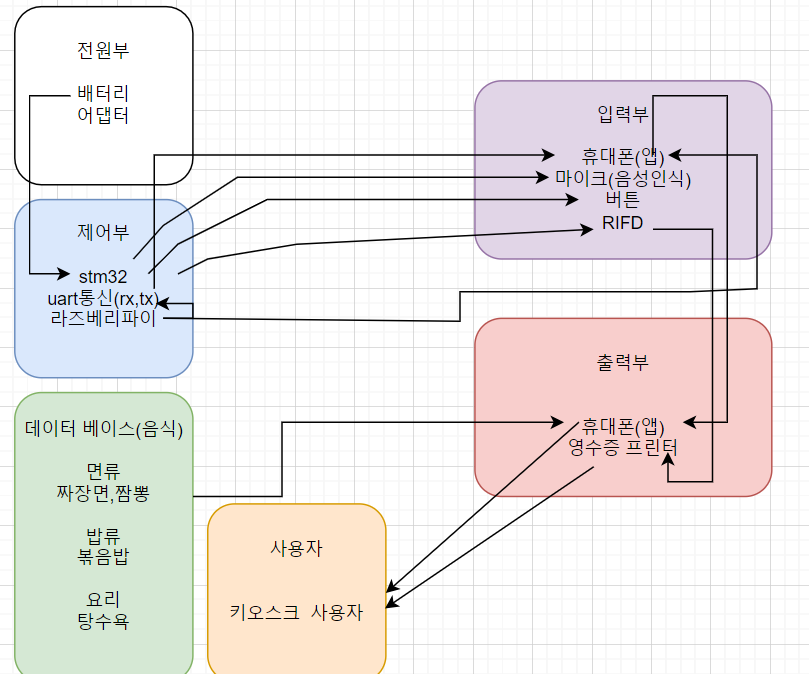 전원부
배터리
어댑터
제어부
stm32
uart통신(rx,tx)
라즈베리파이
데이터 베이스(음식)
면류
짜장면,짬뽕
밥류
볶음밥
요리
탕수육
사용자
키오스크 사용자
입력부
휴대폰(앱)
마이크(음성인식)
버튼
RIFD
출력부
휴대폰(앱)
영수증 프린터